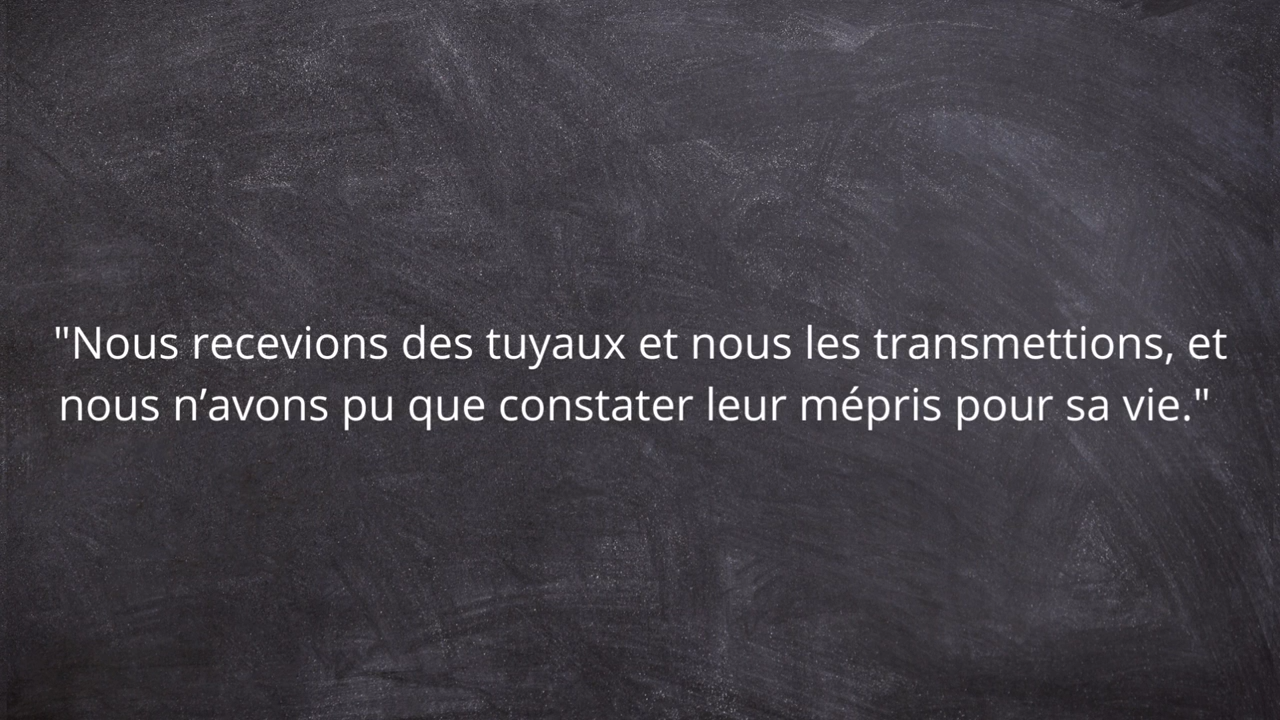 "Nous recevions des tuyaux et nous les transmettions, et
nous n’avons pu que constater leur mépris pour sa vie."